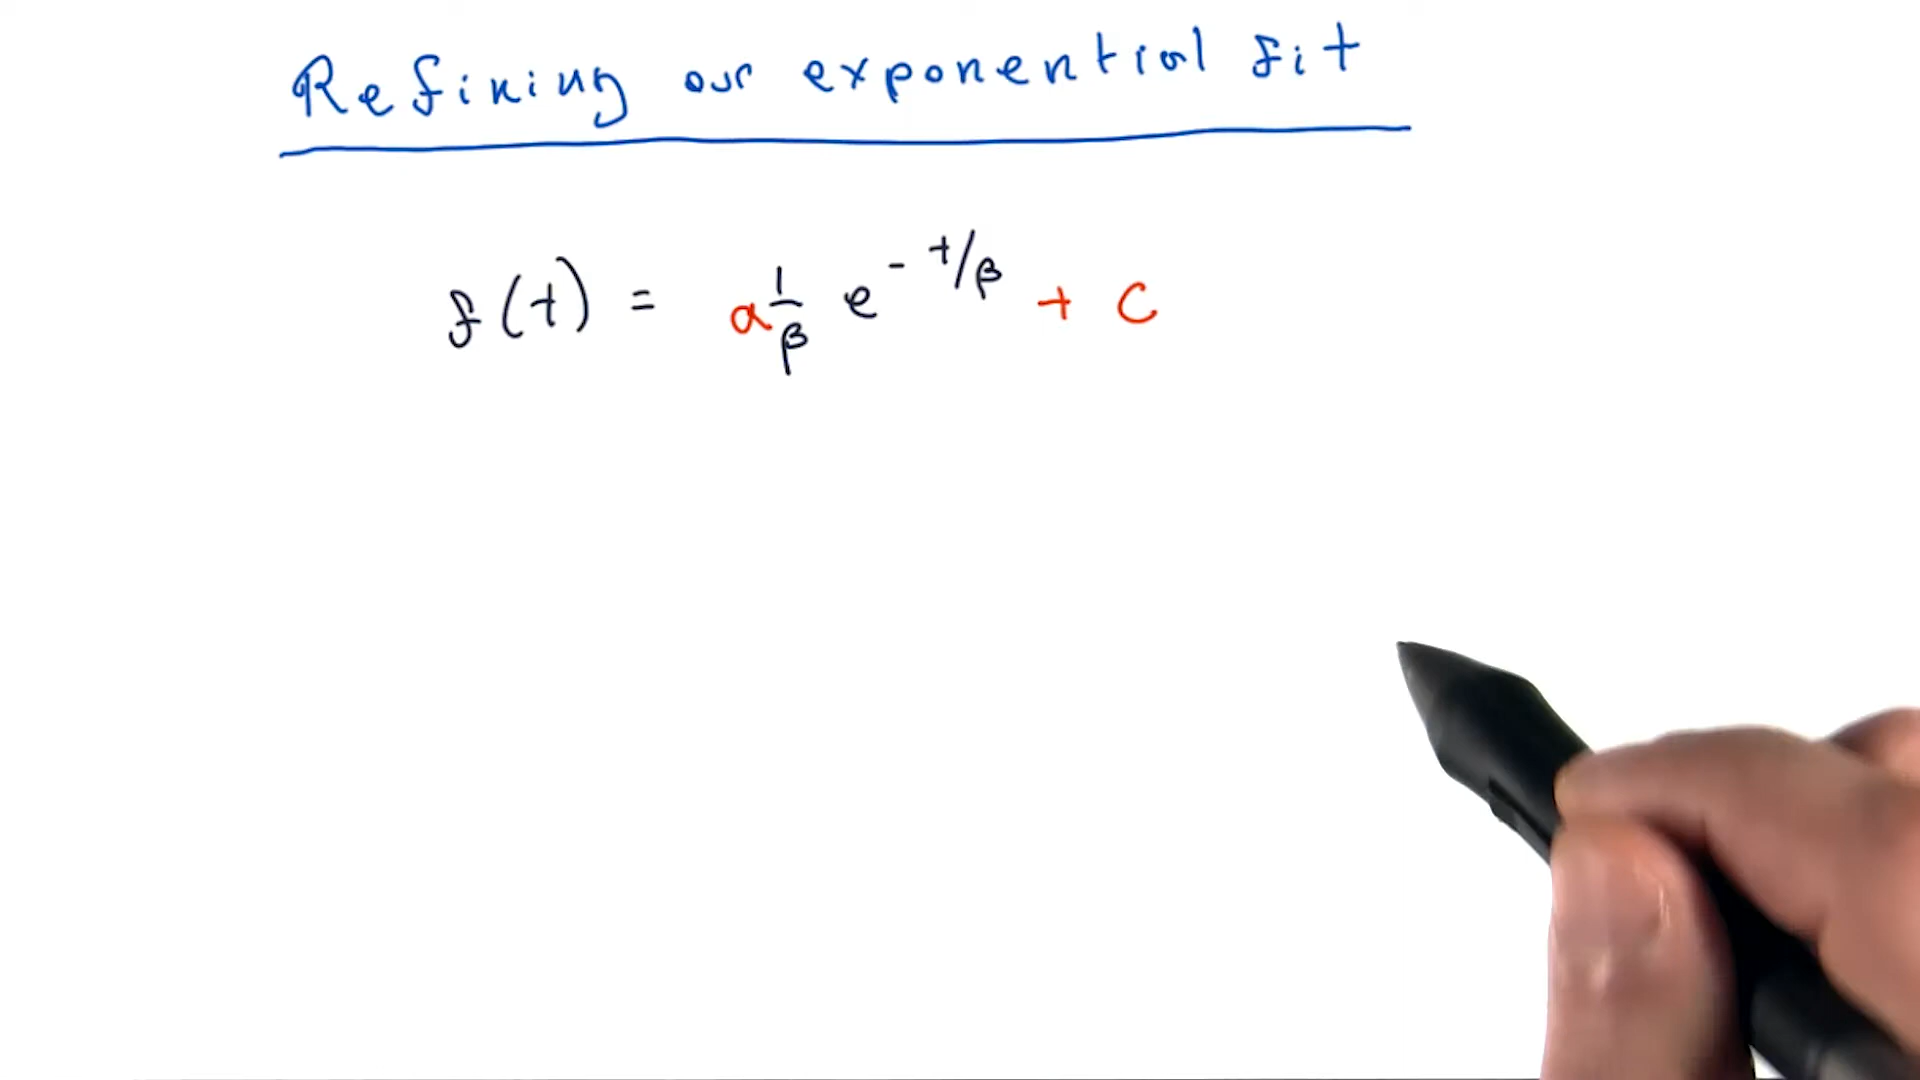 Refining our exponential fit
f(t) = α 1/β e^{-t/β} + C